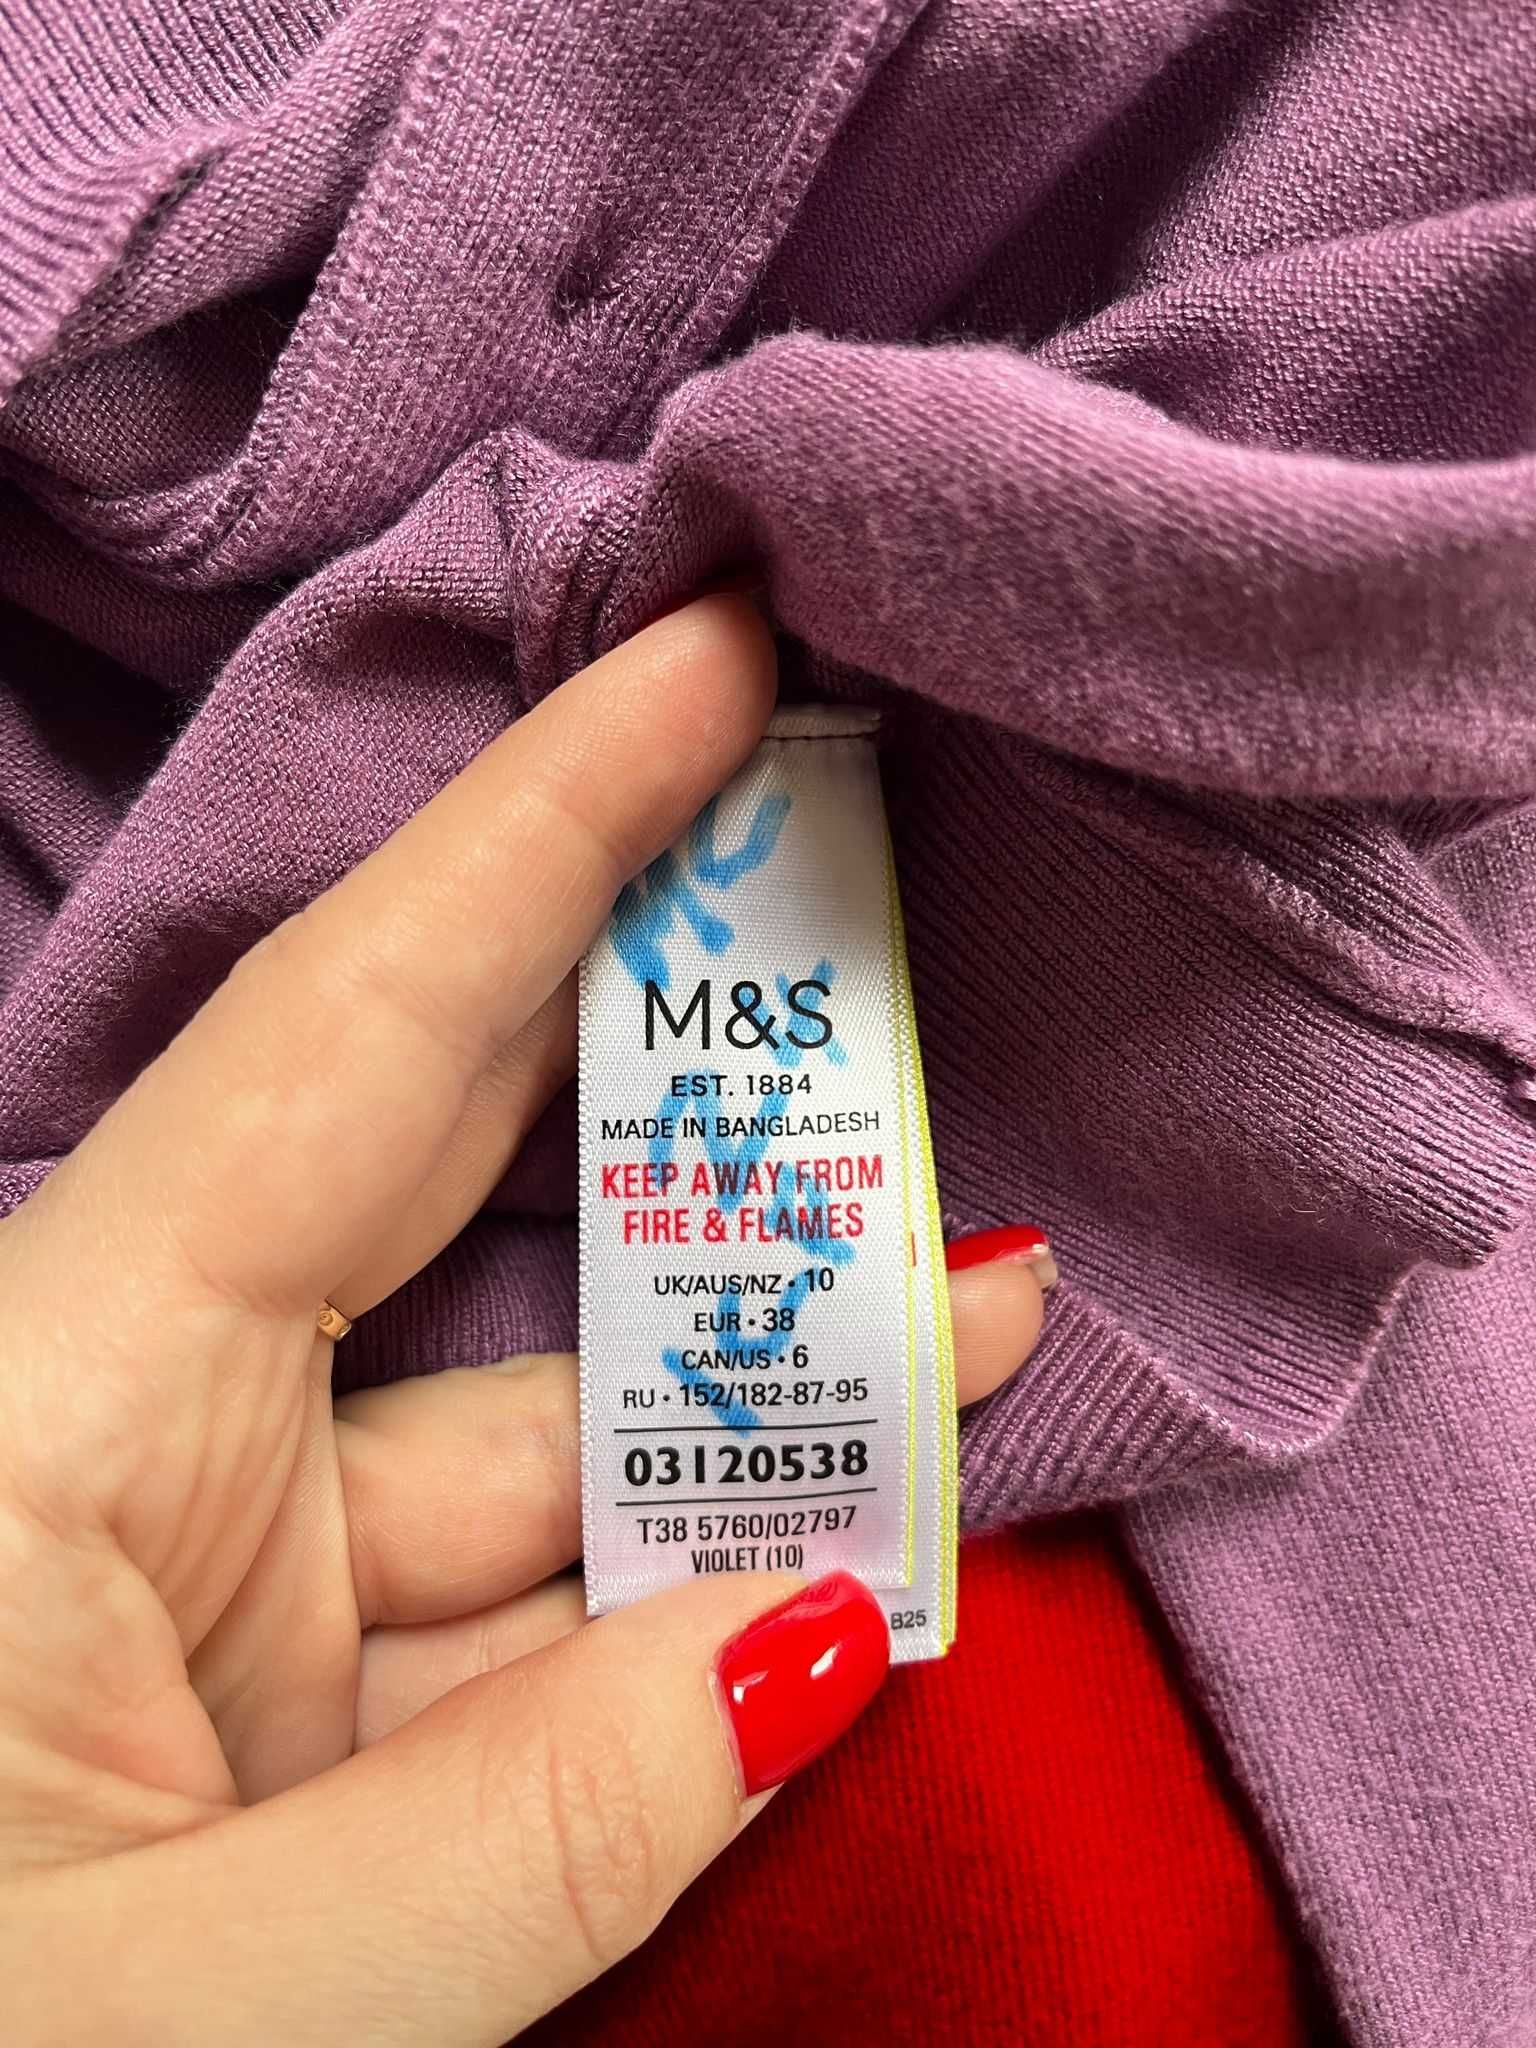 M&S
EST. 1884
MADE IN BANGLADESH
KEEP AWAY FROM
FIRE & FLAMES
UK/AUS/NZ • 10
EUR • 38
CAN/US • 6
RU • 152/182-87-95
03120538
T38 5760/02797
VIOLET (10)
B25